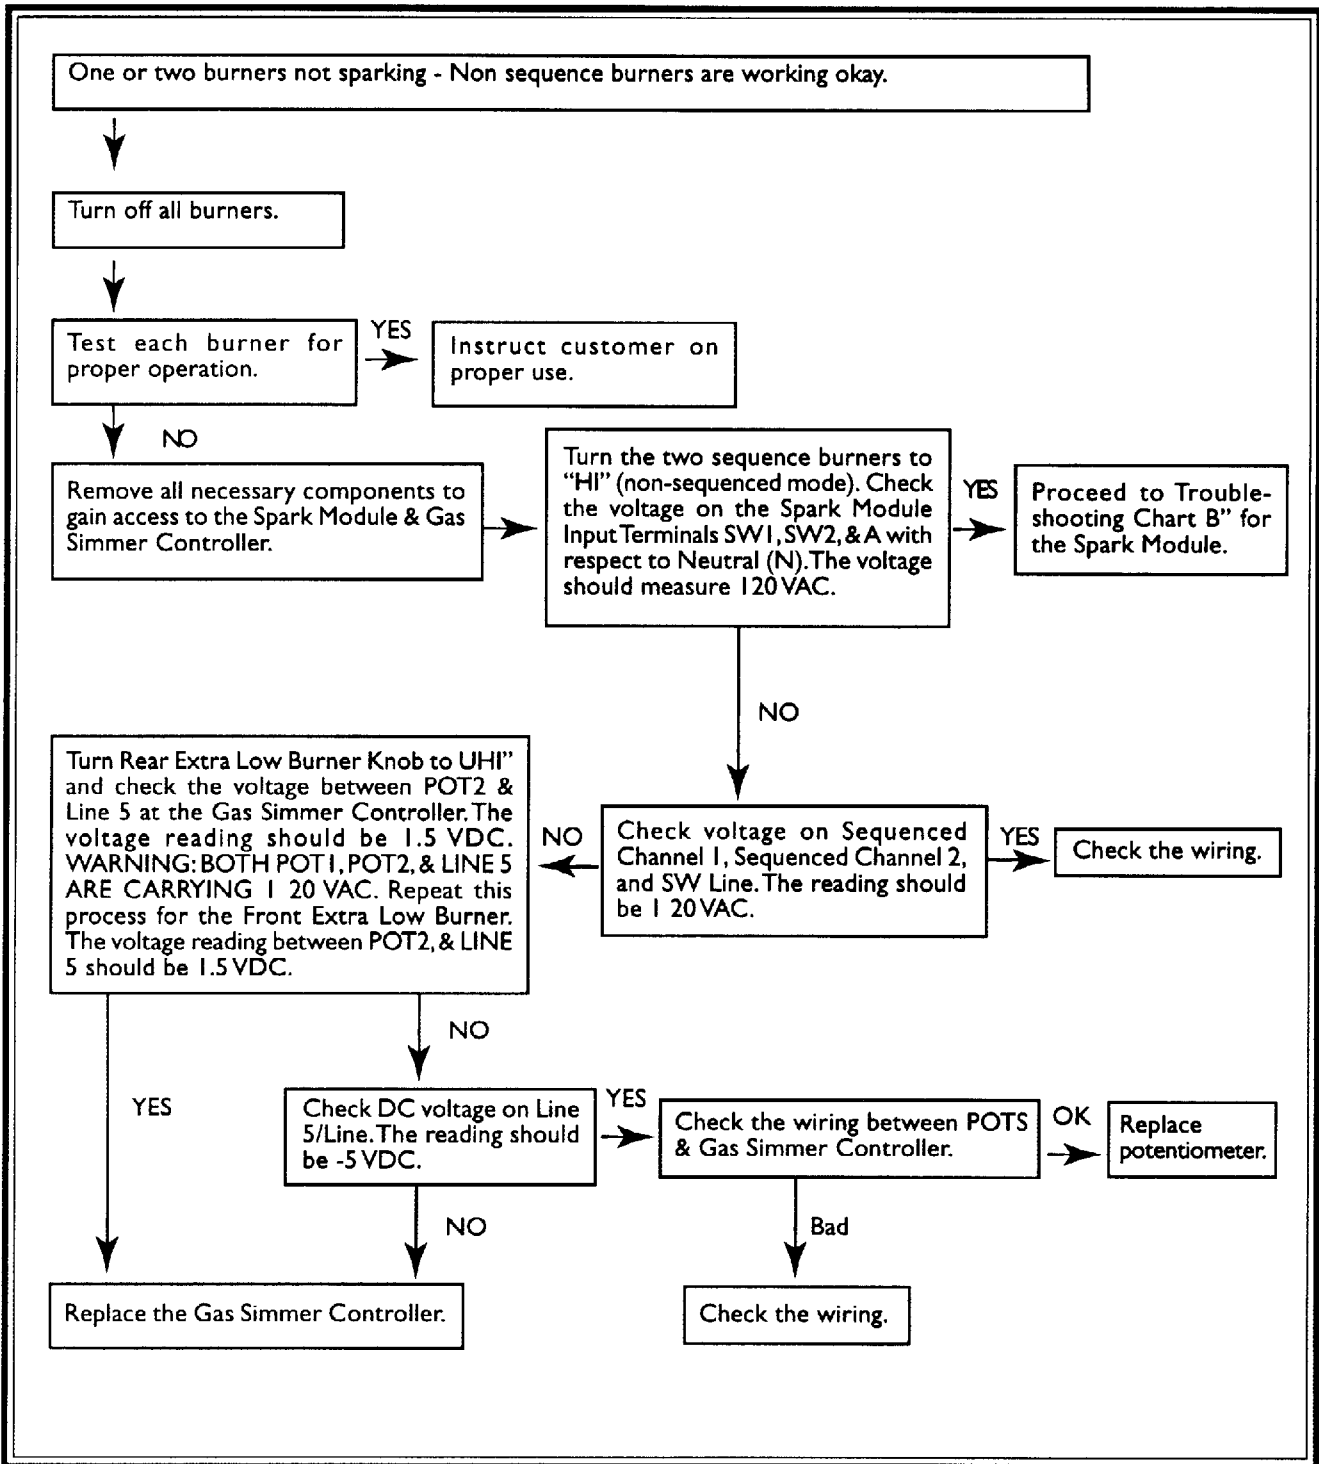 One or two burners not sparking - Non sequence burners are working okay.
Turn off all burners.
Test each burner for
proper operation.
YES
Instruct customer on
proper use.
NO
Remove all necessary components to
gain access to the Spark Module & Gas
Simmer Controller.
Turn the two sequence burners to
“HI” (non-sequenced mode). Check
the voltage on the Spark Module
Input Terminals SW1, SW2, & A with
respect to Neutral (N). The voltage
should measure 120 VAC.
YES
Proceed to Trouble-
shooting Chart B” for
the Spark Module.
NO
Turn Rear Extra Low Burner Knob to UHI”
and check the voltage between POT2 &
Line 5 at the Gas Simmer Controller. The
voltage reading should be 1.5 VDC.
WARNING: BOTH POT1, POT2, & LINE 5
ARE CARRYING 1 20 VAC. Repeat this
process for the Front Extra Low Burner.
The voltage reading between POT2, & LINE
5 should be 1.5 VDC.
NO
Check voltage on Sequenced
Channel 1, Sequenced Channel 2,
and SW Line. The reading should
be 1 20 VAC.
YES
Check the wiring.
NO
YES
Check DC voltage on Line
5/Line. The reading should
be -5 VDC.
YES
Check the wiring between POTS
& Gas Simmer Controller.
OK
Replace
potentiometer.
NO
Bad
Replace the Gas Simmer Controller.
Check the wiring.